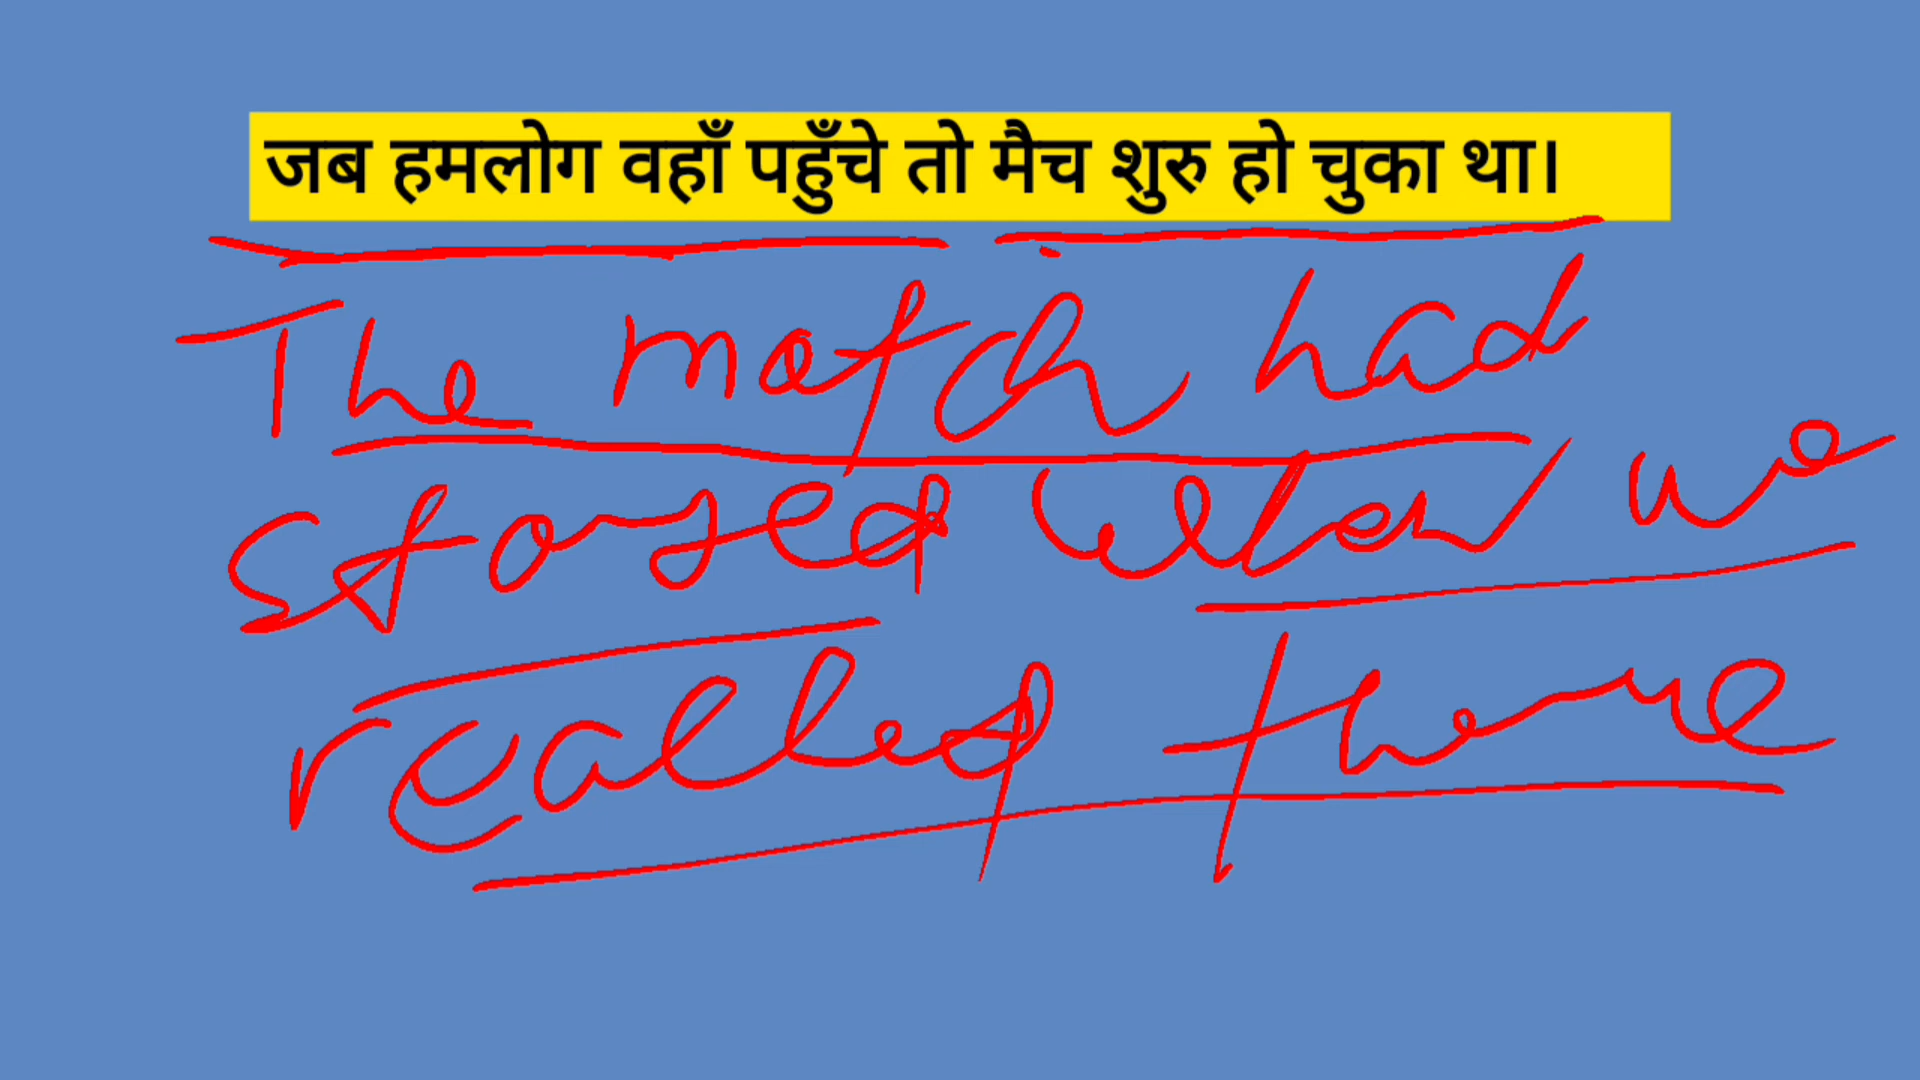 जब हमलोग वहाँ पहुँचे तो मैच शुरु हो चुका था।
The match had
started when we
reached there